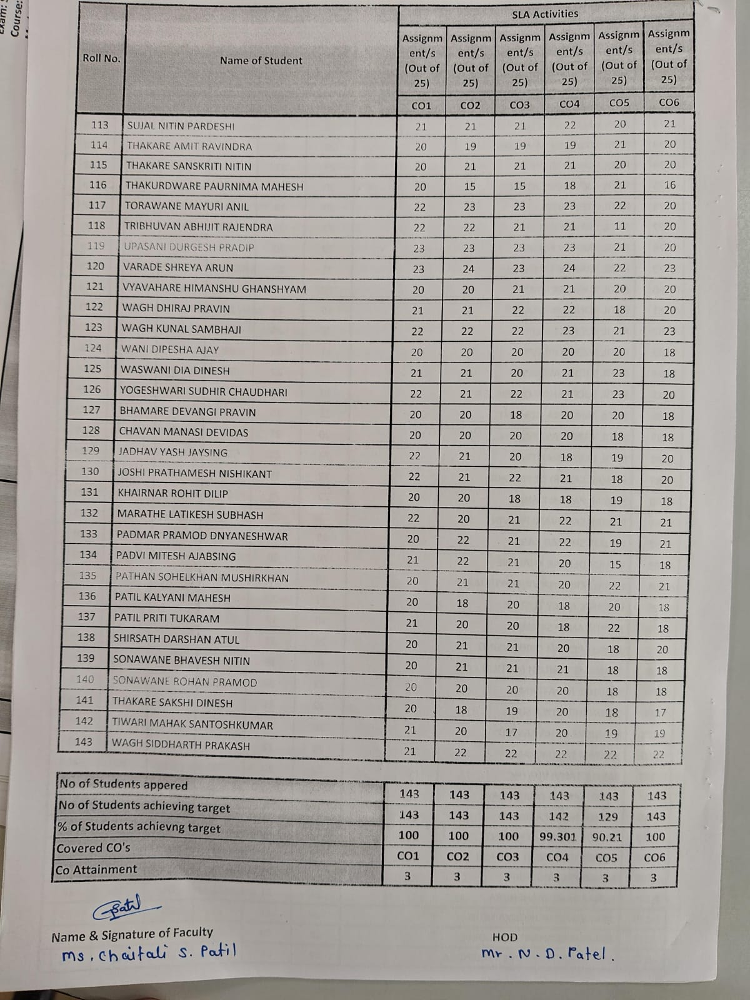 Exam:
Course:
SLA Activities
Roll No. Name of Student Assignm ent/s (Out of 25) Assignm ent/s (Out of 25) Assignm ent/s (Out of 25) Assignm ent/s (Out of 25) Assignm ent/s (Out of 25) Assignm ent/s (Out of 25)
CO1 CO2 CO3 CO4 CO5 CO6
113 SUJAL NITIN PARDESHI 21 21 21 22 20 21
114 THAKARE AMIT RAVINDRA 20 19 19 19 21 20
115 THAKARE SANSKRITI NITIN 20 21 21 21 20 20
116 THAKURDWARE PAURNIMA MAHESH 20 15 15 18 21 16
117 TORAWANE MAYURI ANIL 22 23 23 23 22 20
118 TRIBHUVAN ABHIJIT RAJENDRA 22 22 21 21 11 20
119 UPASANI DURGESH PRADIP 23 23 23 23 21 20
120 VARADE SHREYA ARUN 23 24 23 24 22 23
121 VYAVAHARE HIMANSHU GHANSHYAM 20 20 21 21 20 20
122 WAGH DHIRAJ PRAVIN 21 21 22 22 18 20
123 WAGH KUNAL SAMBHAJI 22 22 22 23 21 23
124 WANI DIPESHA AJAY 20 20 20 20 20 18
125 WASWANI DIA DINESH 21 21 20 21 23 18
126 YOGESHWARI SUDHIR CHAUDHARI 22 21 22 21 23 20
127 BHAMARE DEVANGI PRAVIN 20 20 18 20 20 18
128 CHAVAN MANASI DEVIDAS 20 20 20 20 18 18
129 JADHAV YASH JAYSING 22 21 20 18 19 20
130 JOSHI PRATHAMESH NISHIKANT 22 21 22 21 18 20
131 KHAIRNAR ROHIT DILIP 20 20 18 18 19 18
132 MARATHE LATIKESH SUBHASH 22 20 21 22 21 21
133 PADMAR PRAMOD DNYANESHWAR 20 22 21 22 19 21
134 PADVI MITESH AJABSING 21 22 21 20 15 18
135 PATHAN SOHELKHAN MUSHIRKHAN 20 21 21 20 22 21
136 PATIL KALYANI MAHESH 20 18 20 18 20 18
137 PATIL PRITI TUKARAM 21 20 20 18 22 18
138 SHIRSATH DARSHAN ATUL 20 21 21 20 18 20
139 SONAWANE BHAVESH NITIN 20 21 21 21 18 18
140 SONAWANE ROHAN PRAMOD 20 20 20 20 18 18
141 THAKARE SAKSHI DINESH 20 18 19 20 18 17
142 TIWARI MAHAK SANTOSHKUMAR 21 20 17 20 19 19
143 WAGH SIDDHARTH PRAKASH 21 22 22 22 22 22
No of Students appered 143 143 143 143 143 143
No of Students achieving target 143 143 143 142 129 143
% of Students achievng target 100 100 100 99.301 90.21 100
Covered CO's CO1 CO2 CO3 CO4 CO5 CO6
Co Attainment 3 3 3 3 3 3
Name & Signature of Faculty HOD
Ms. Chaitali S. Patil Mr. N. D. Patel.